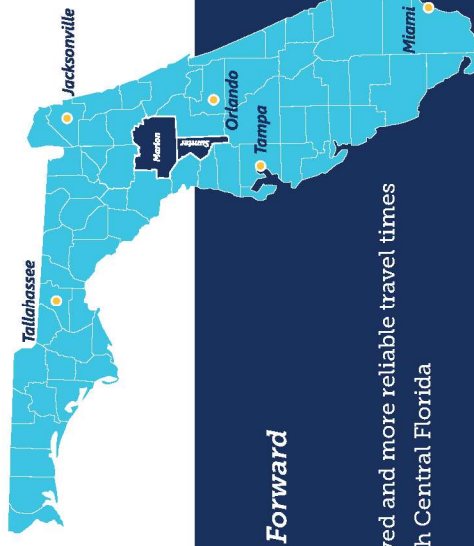 Tallahassee
Jacksonville
Marion
Sumter
Orlando
Tampa
Miami
Forward
ved and more reliable travel times
h Central Florida